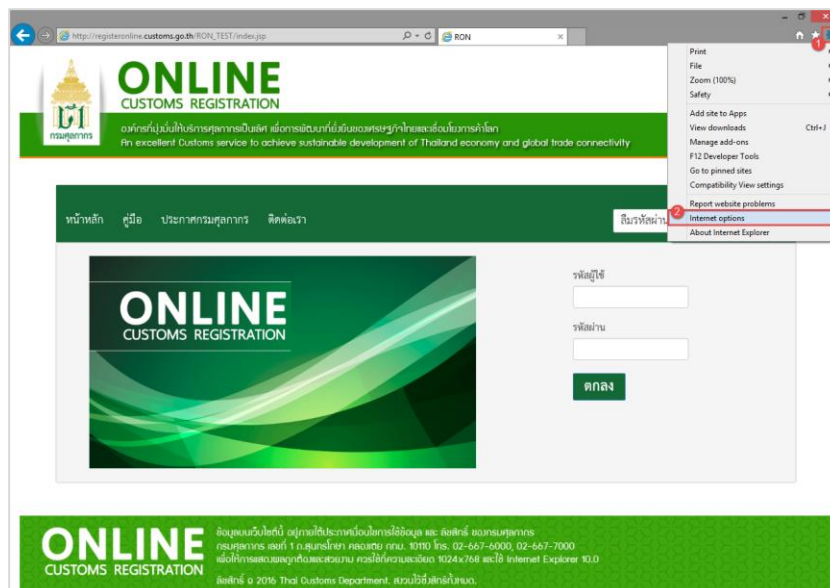 http://registeronline.customs.go.th/RON_TEST/index.jsp
RON
1
Print
File
Zoom (100%)
Safety
Add site to Apps
View downloads Ctrl+J
Manage add-ons
F12 Developer Tools
Go to pinned sites
Compatibility View settings
Report website problems
2 Internet options
About Internet Explorer
กรมศุลกากร
ONLINE
CUSTOMS REGISTRATION
องค์กรที่มุ่งมั่นให้บริการศุลกากรเป็นเลิศ เพื่อการพัฒนาที่ยั่งยืนของเศรษฐกิจไทยและเชื่อมโยงการค้าโลก
An excellent Customs service to achieve sustainable development of Thailand economy and global trade connectivity
หน้าหลัก คู่มือ ประกาศกรมศุลกากร ติดต่อเรา
ลืมรหัสผ่าน
ONLINE
CUSTOMS REGISTRATION
รหัสผู้ใช้
รหัสผ่าน
ตกลง
ONLINE
CUSTOMS REGISTRATION
ข้อมูลบนเว็บไซต์นี้ อยู่ภายใต้ประกาศเงื่อนไขการใช้ข้อมูล และ ลิขสิทธิ์ ของกรมศุลกากร
กรมศุลกากร เลขที่ 1 ถ.สุนทรโกษา คลองเตย กทม. 10110 โทร. 02-667-6000, 02-667-7000
เพื่อให้การแสดงผลถูกต้องและสวยงาม ควรใช้ที่ความละเอียด 1024x768 และใช้ Internet Explorer 10.0
ลิขสิทธิ์ © 2016 Thai Customs Department. สงวนไว้ซึ่งสิทธิทั้งหมด.